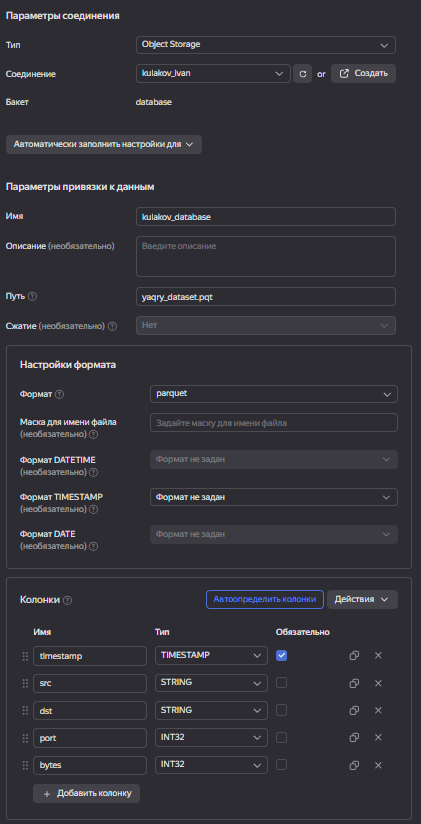 Параметры соединения
Тип Object Storage
Соединение kulakov_ivan or Создать
Бакет database
Автоматически заполнить настройки для
Параметры привязки к данным
Имя kulakov_database
Описание (необязательно) Введите описание
Путь yaqry_dataset.pqt
Сжатие (необязательно) Нет
Настройки формата
Формат parquet
Маска для имени файла Задайте маску для имени файла
(необязательно)
Формат DATETIME Формат не задан
(необязательно)
Формат TIMESTAMP Формат не задан
(необязательно)
Формат DATE Формат не задан
(необязательно)
Колонки Автоопределить колонки Действия
Имя Тип Обязательно
timestamp TIMESTAMP
src STRING
dst STRING
port INT32
bytes INT32
+ Добавить колонку